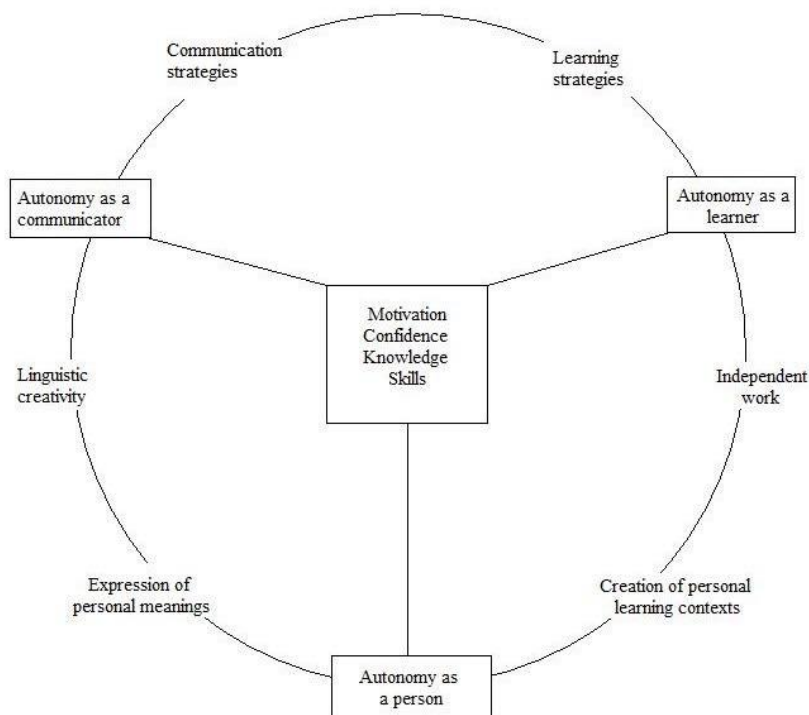 Communication
strategies
Learning
strategies
Autonomy as a
communicator
Autonomy as a
learner
Motivation
Confidence
Knowledge
Skills
Linguistic
creativity
Independent
work
Expression of
personal meanings
Creation of personal
learning contexts
Autonomy as
a person